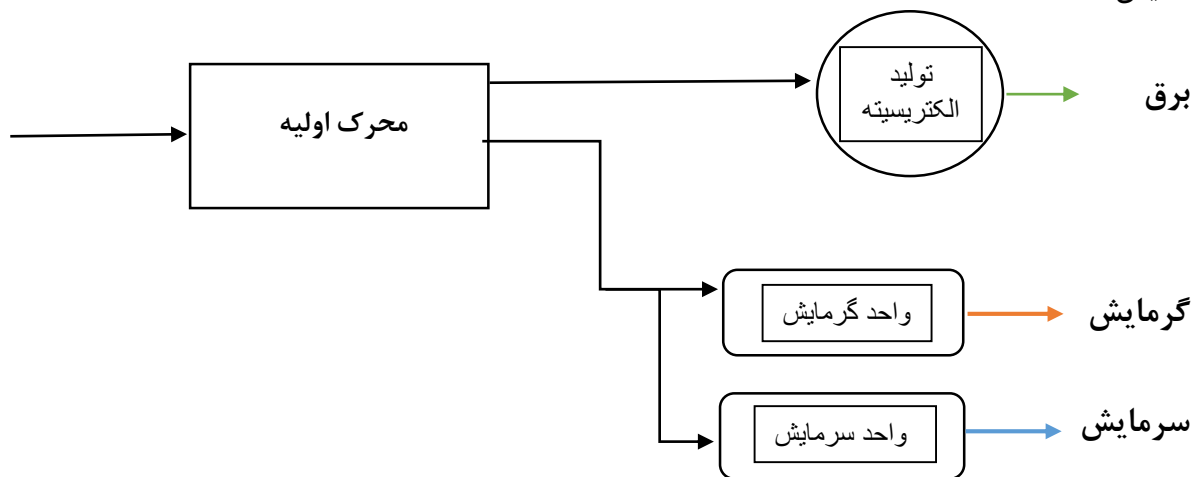 تولید
الکتریسیته
برق
محرک اولیه
واحد گرمایش
گرمایش
واحد سرمایش
سرمایش